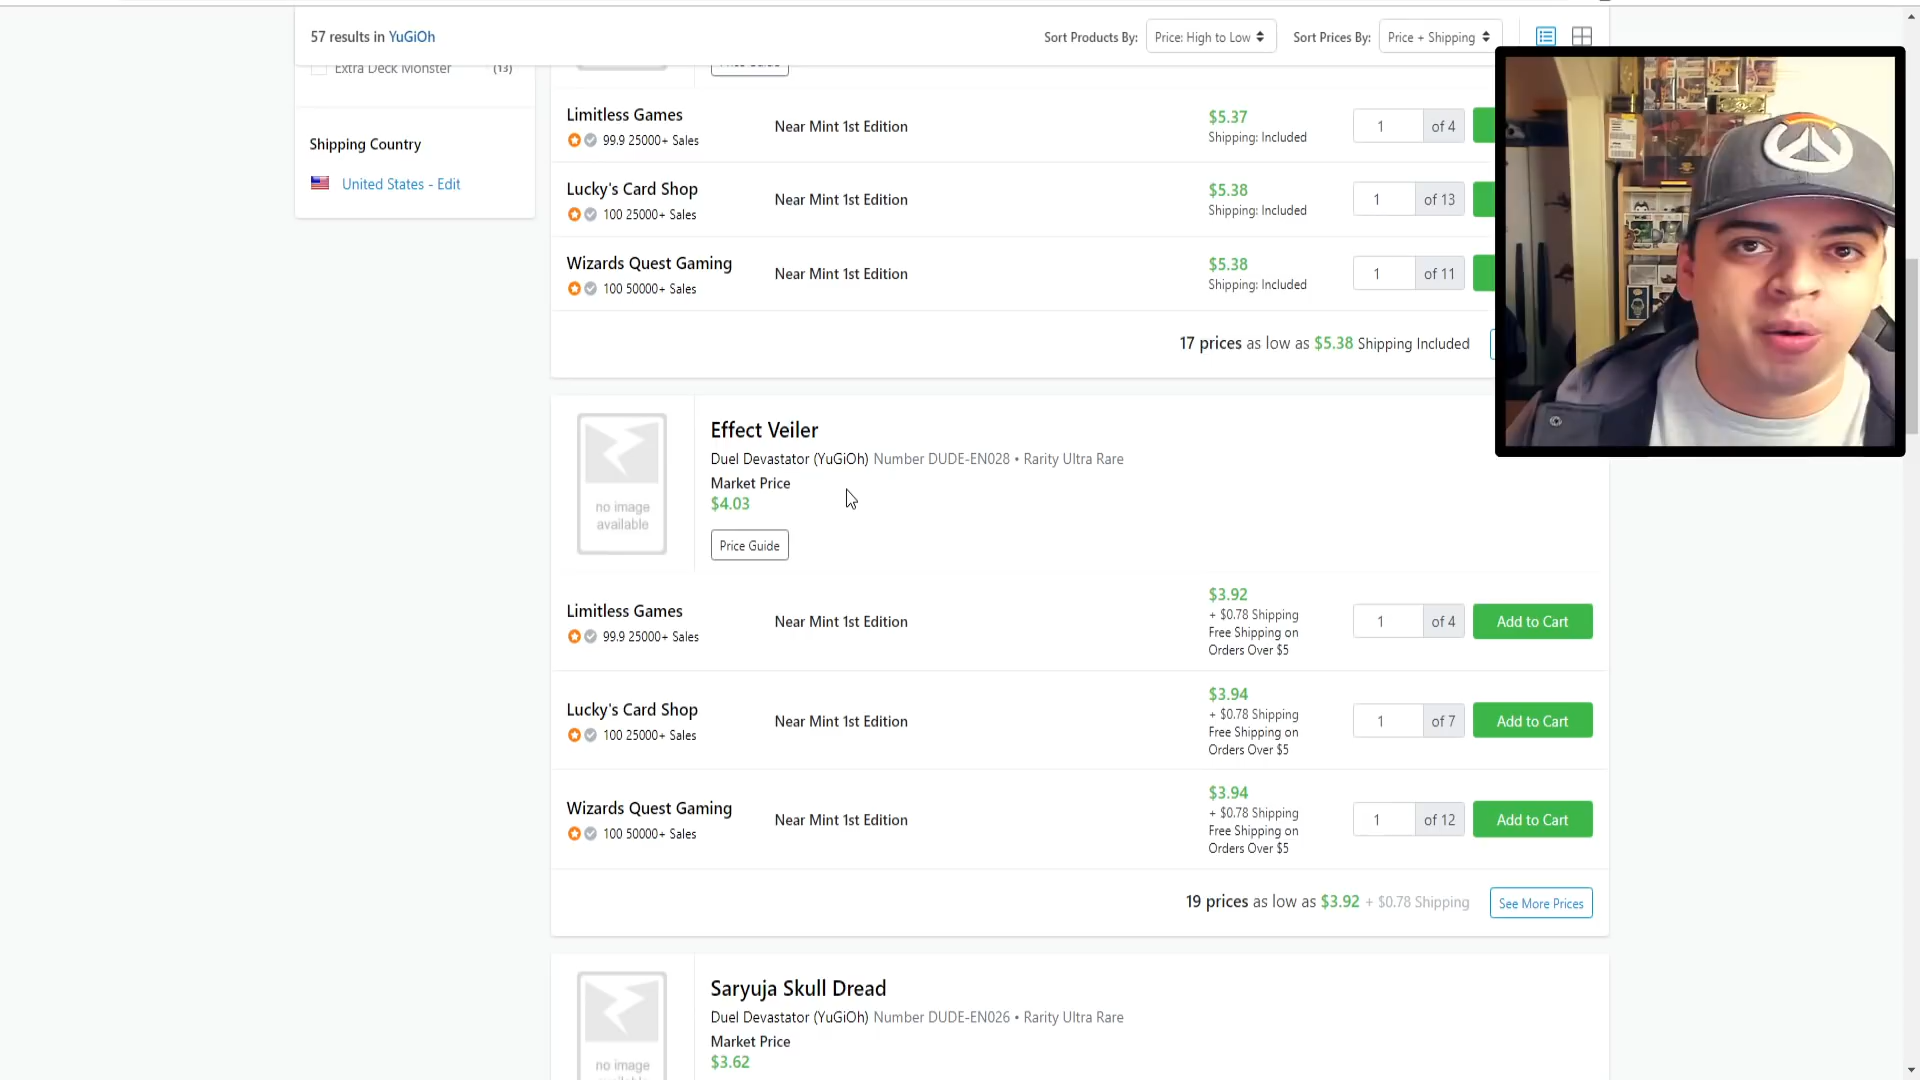 57 results in YuGiOh
Sort Products By: Price: High to Low
Sort Prices By: Price + Shipping
Extra Deck Monster (13)
Shipping Country
United States - Edit
Price Guide
Limitless Games
99.9 25000+ Sales
Near Mint 1st Edition
$5.37
Shipping: Included
1 of 4
Lucky's Card Shop
100 25000+ Sales
Near Mint 1st Edition
$5.38
Shipping: Included
1 of 13
Wizards Quest Gaming
100 50000+ Sales
Near Mint 1st Edition
$5.38
Shipping: Included
1 of 11
17 prices as low as $5.38 Shipping Included
no image
available
Effect Veiler
Duel Devastator (YuGiOh) Number DUDE-EN028 • Rarity Ultra Rare
Market Price
$4.03
Price Guide
Limitless Games
99.9 25000+ Sales
Near Mint 1st Edition
$3.92
+ $0.78 Shipping
Free Shipping on
Orders Over $5
1 of 4
Add to Cart
Lucky's Card Shop
100 25000+ Sales
Near Mint 1st Edition
$3.94
+ $0.78 Shipping
Free Shipping on
Orders Over $5
1 of 7
Add to Cart
Wizards Quest Gaming
100 50000+ Sales
Near Mint 1st Edition
$3.94
+ $0.78 Shipping
Free Shipping on
Orders Over $5
1 of 12
Add to Cart
19 prices as low as $3.92 + $0.78 Shipping
See More Prices
no image
available
Saryuja Skull Dread
Duel Devastator (YuGiOh) Number DUDE-EN026 • Rarity Ultra Rare
Market Price
$3.62